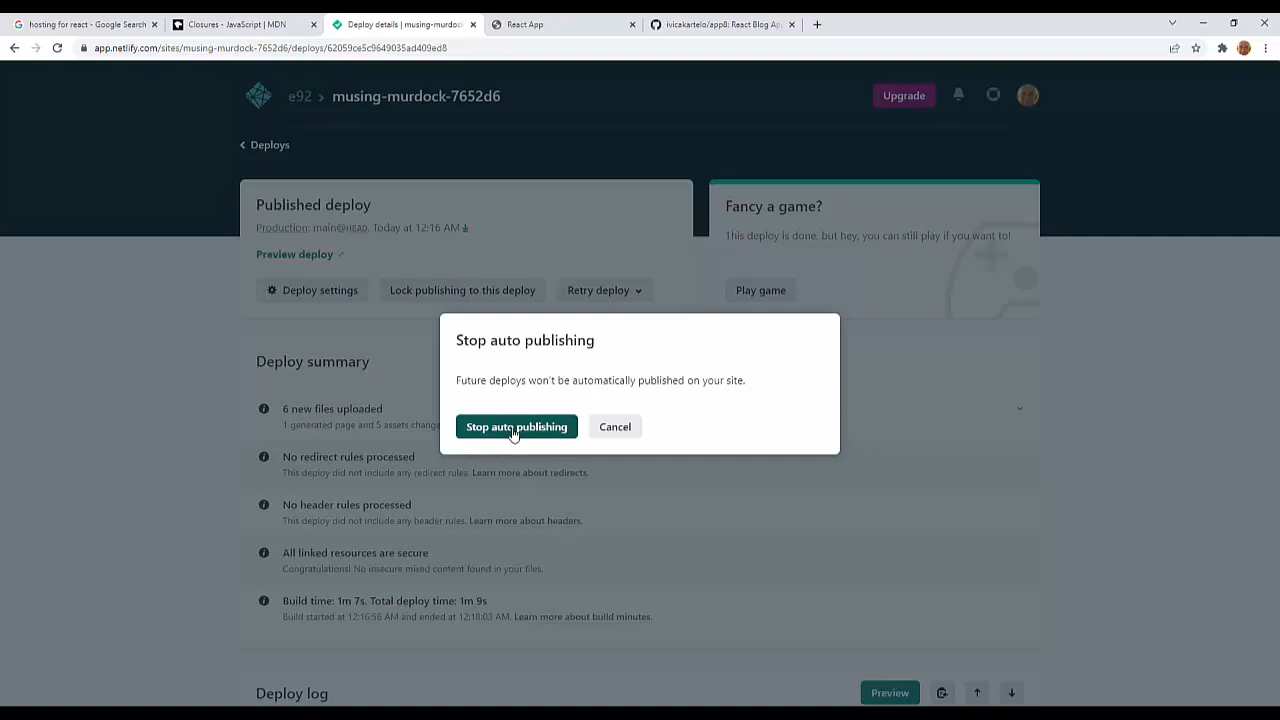 hosting for react - Google Search
Closures - JavaScript | MDN
Deploy details | musing-murdock
React App
ivicakartelo/app8: React Blog Ap
app.netlify.com/sites/musing-murdock-7652d6/deploys/62059ce5c9649035ad409ed8
e92 > musing-murdock-7652d6
Upgrade
Deploys
Published deploy
Production: main@HEAD. Today at 12:16 AM
Preview deploy
Deploy settings
Lock publishing to this deploy
Retry deploy
Fancy a game?
This deploy is done, but hey, you can still play if you want to!
Play game
Stop auto publishing
Future deploys won't be automatically published on your site.
Stop auto publishing
Cancel
Deploy summary
6 new files uploaded
1 generated page and 5 assets change
No redirect rules processed
This deploy did not include any redirect rules. Learn more about redirects.
No header rules processed
This deploy did not include any header rules. Learn more about headers.
All linked resources are secure
Congratulations! No insecure mixed content found in your files.
Build time: 1m 7s. Total deploy time: 1m 9s
Build started at 12:16:56 AM and ended at 12:18:03 AM. Learn more about build minutes.
Deploy log
Preview